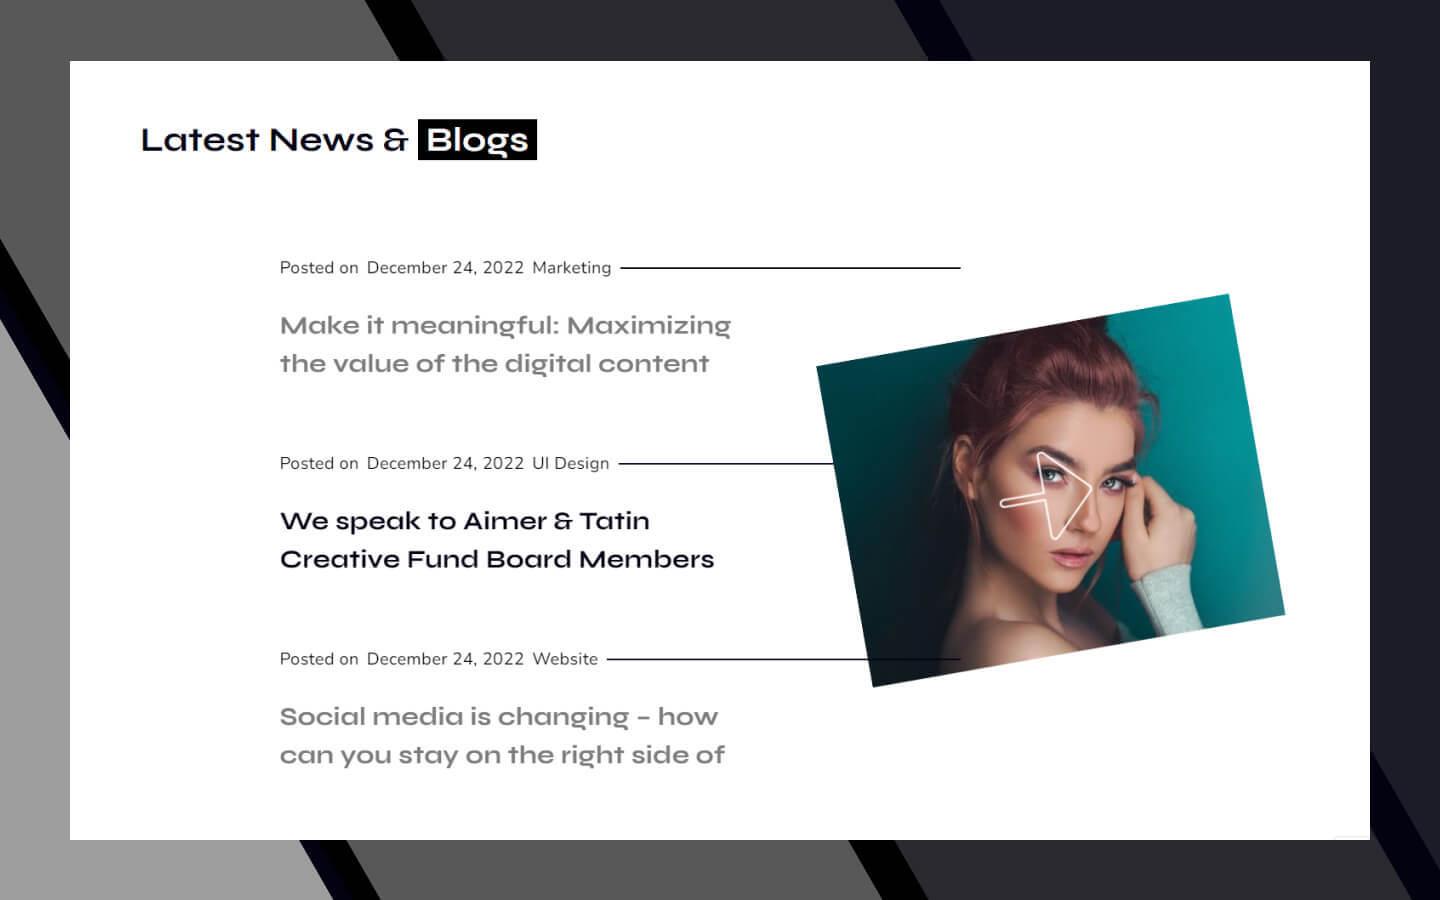 Latest News & Blogs
Posted on December 24, 2022 Marketing
Make it meaningful: Maximizing
the value of the digital content
Posted on December 24, 2022 UI Design
We speak to Aimer & Tatin
Creative Fund Board Members
Posted on December 24, 2022 Website
Social media is changing – how
can you stay on the right side of